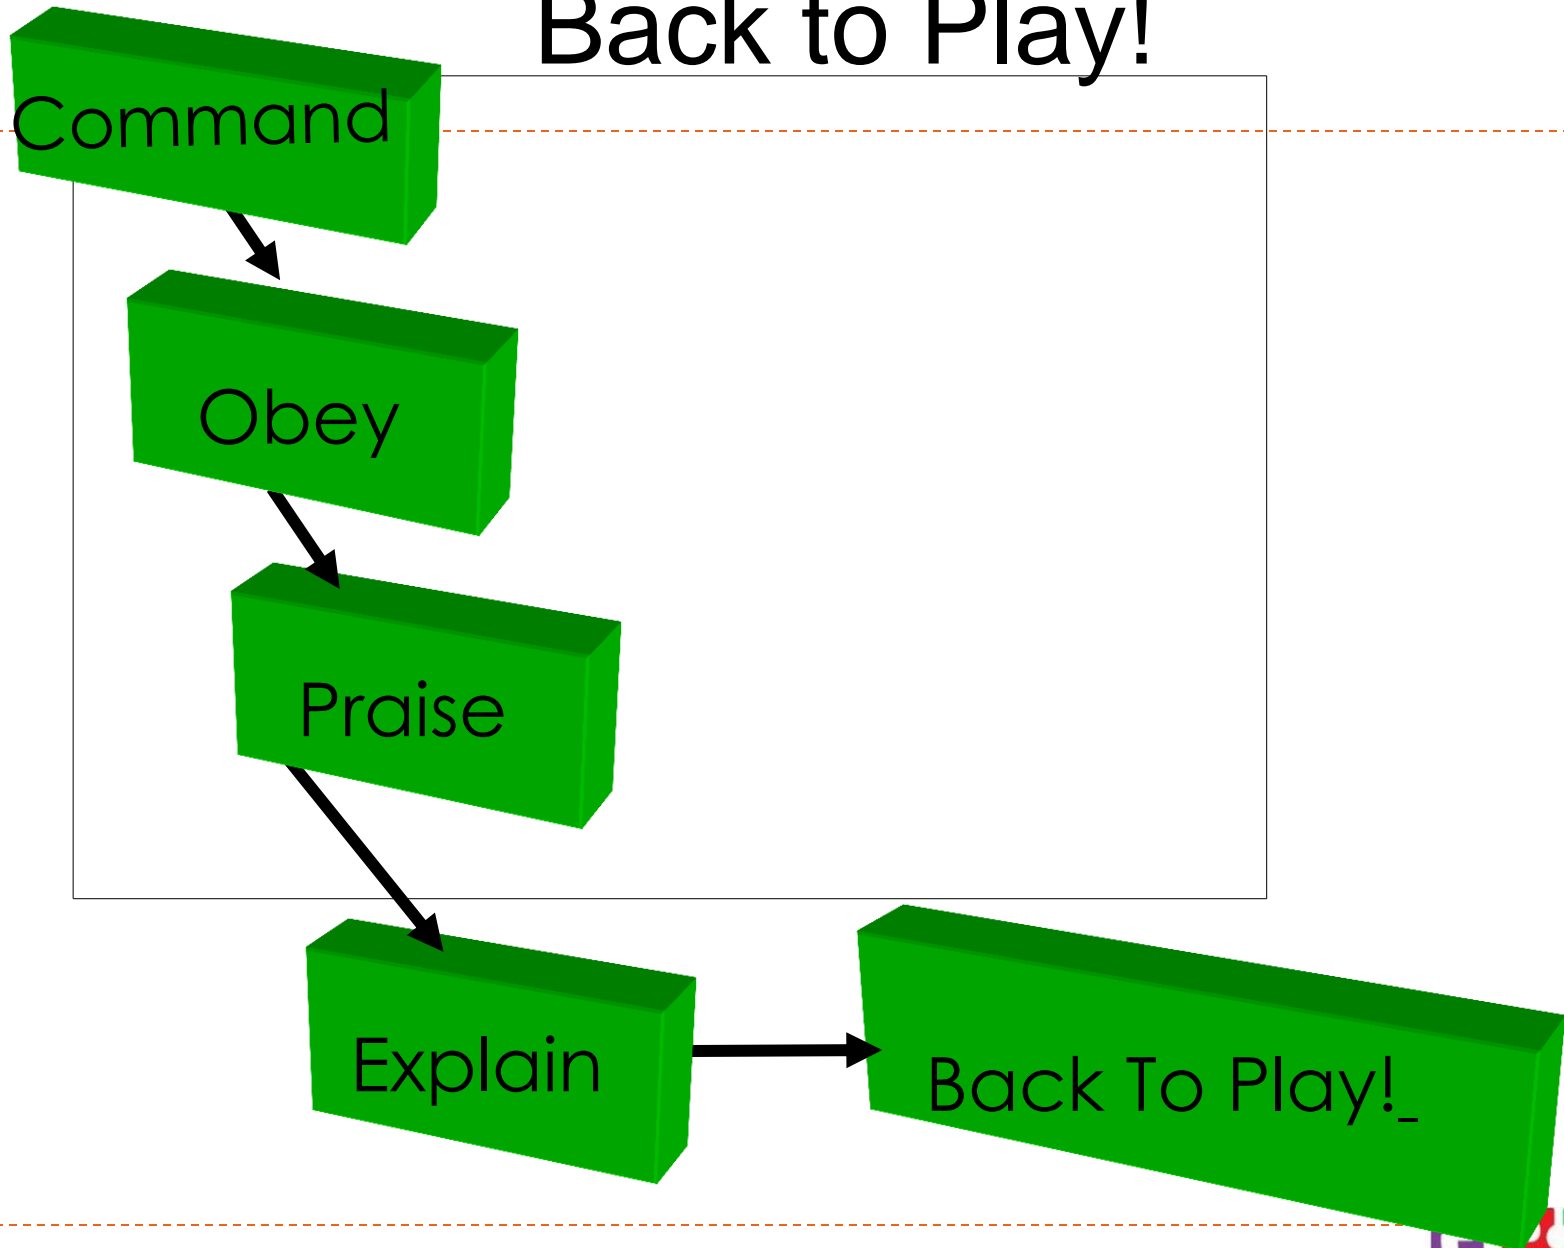 Back to Play!
Command
Obey
Praise
Explain
Back To Play!_